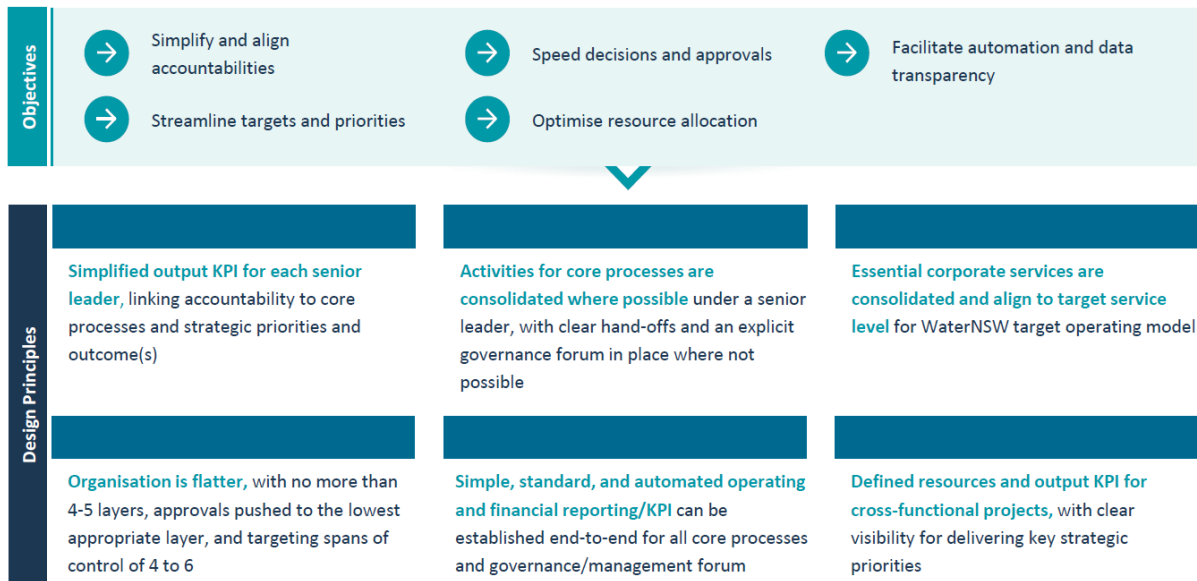 Objectives
Simplify and align
accountabilities
Speed decisions and approvals
Facilitate automation and data
transparency
Streamline targets and priorities
Optimise resource allocation
Design Principles
Simplified output KPI for each senior
leader, linking accountability to core
processes and strategic priorities and
outcome(s)
Activities for core processes are
consolidated where possible under a senior
leader, with clear hand-offs and an explicit
governance forum in place where not
possible
Essential corporate services are
consolidated and align to target service
level for WaterNSW target operating model
Organisation is flatter, with no more than
4-5 layers, approvals pushed to the lowest
appropriate layer, and targeting spans of
control of 4 to 6
Simple, standard, and automated operating
and financial reporting/KPI can be
established end-to-end for all core processes
and governance/management forum
Defined resources and output KPI for
cross-functional projects, with clear
visibility for delivering key strategic
priorities